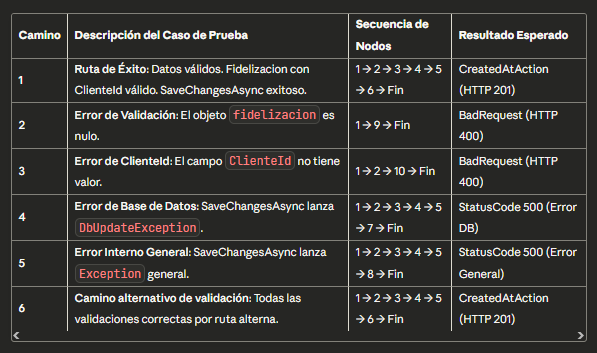 Camino Descripción del Caso de Prueba Secuencia de Nodos Resultado Esperado
1 Ruta de Éxito: Datos válidos. Fidelizacion con ClienteId válido. SaveChangesAsync exitoso. 1 → 2 → 3 → 4 → 5 → 6 → Fin CreatedAtAction (HTTP 201)
2 Error de Validación: El objeto fidelizacion es nulo. 1 → 9 → Fin BadRequest (HTTP 400)
3 Error de ClienteId: El campo ClienteId no tiene valor. 1 → 2 → 10 → Fin BadRequest (HTTP 400)
4 Error de Base de Datos: SaveChangesAsync lanza DbUpdateException. 1 → 2 → 3 → 4 → 5 → 7 → Fin StatusCode 500 (Error DB)
5 Error Interno General: SaveChangesAsync lanza Exception general. 1 → 2 → 3 → 4 → 5 → 8 → Fin StatusCode 500 (Error General)
6 Camino alternativo de validación: Todas las validaciones correctas por ruta alterna. 1 → 2 → 3 → 4 → 5 → 6 → Fin CreatedAtAction (HTTP 201)